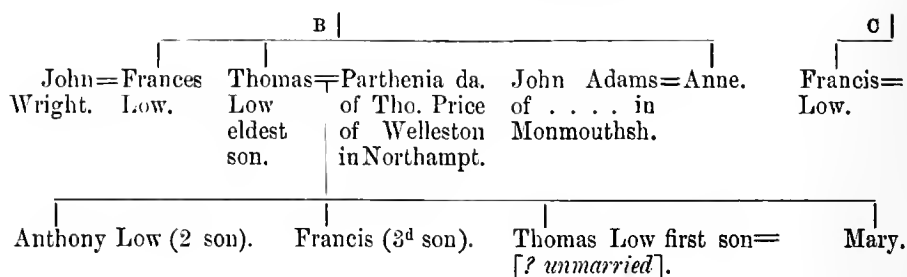 B C
John=Frances Thomas=Parthenia da. John Adams=Anne. Francis=
Wright. Low. Low of Tho. Price of . . . . in Low.
eldest of Welleston Monmouthsh.
son. in Northampt.
Anthony Low (2 son). Francis (3d son). Thomas Low first son= Mary.
[? unmarried].